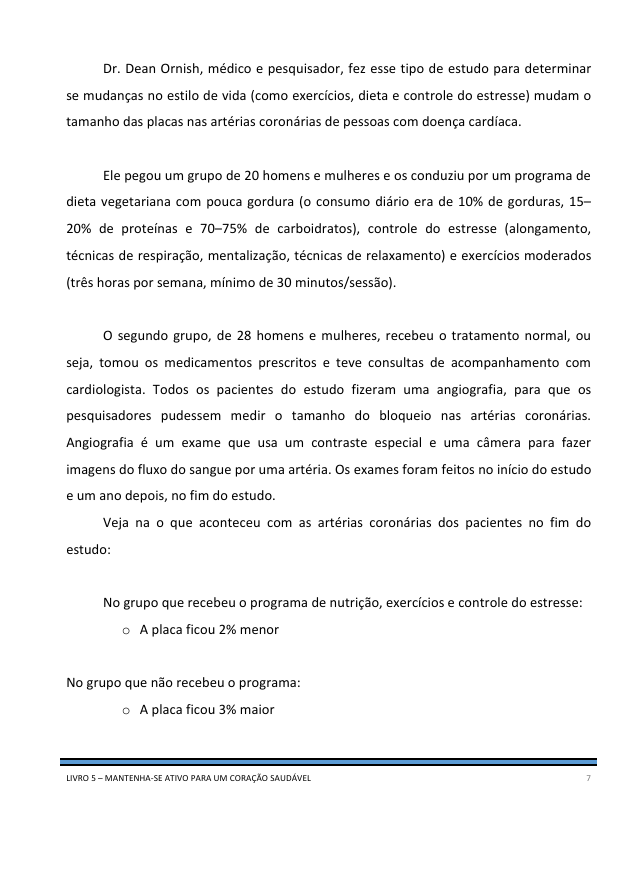 Dr. Dean Ornish, médico e pesquisador, fez esse tipo de estudo para determinar
se mudanças no estilo de vida (como exercícios, dieta e controle do estresse) mudam o
tamanho das placas nas artérias coronárias de pessoas com doença cardíaca.
Ele pegou um grupo de 20 homens e mulheres e os conduziu por um programa de
dieta vegetariana com pouca gordura (o consumo diário era de 10% de gorduras, 15–
20% de proteínas e 70–75% de carboidratos), controle do estresse (alongamento,
técnicas de respiração, mentalização, técnicas de relaxamento) e exercícios moderados
(três horas por semana, mínimo de 30 minutos/sessão).
O segundo grupo, de 28 homens e mulheres, recebeu o tratamento normal, ou
seja, tomou os medicamentos prescritos e teve consultas de acompanhamento com
cardiologista. Todos os pacientes do estudo fizeram uma angiografia, para que os
pesquisadores pudessem medir o tamanho do bloqueio nas artérias coronárias.
Angiografia é um exame que usa um contraste especial e uma câmera para fazer
imagens do fluxo do sangue por uma artéria. Os exames foram feitos no início do estudo
e um ano depois, no fim do estudo.
Veja na o que aconteceu com as artérias coronárias dos pacientes no fim do
estudo:
No grupo que recebeu o programa de nutrição, exercícios e controle do estresse:
o A placa ficou 2% menor
No grupo que não recebeu o programa:
o A placa ficou 3% maior
LIVRO 5 – MANTENHA-SE ATIVO PARA UM CORAÇÃO SAUDÁVEL 7